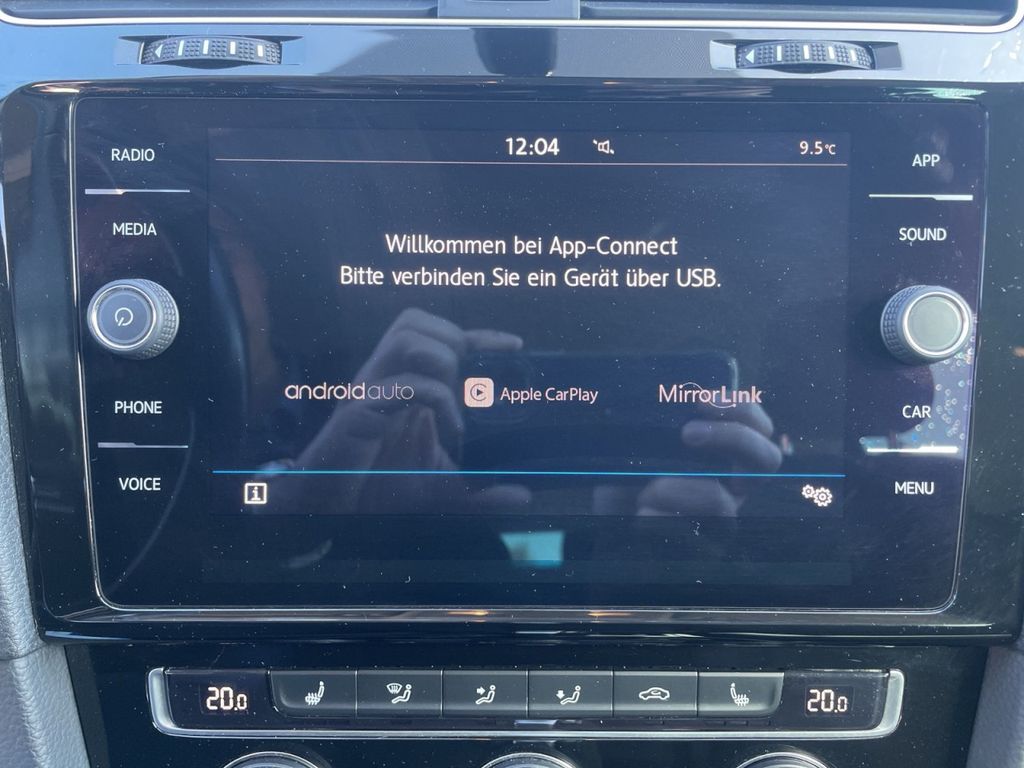 12:04
9.5°C
RADIO
APP
MEDIA
SOUND
Willkommen bei App-Connect
Bitte verbinden Sie ein Gerät über USB.
androidauto
Apple CarPlay
MirrorLink
PHONE
CAR
VOICE
MENU
i
20.0
20.0